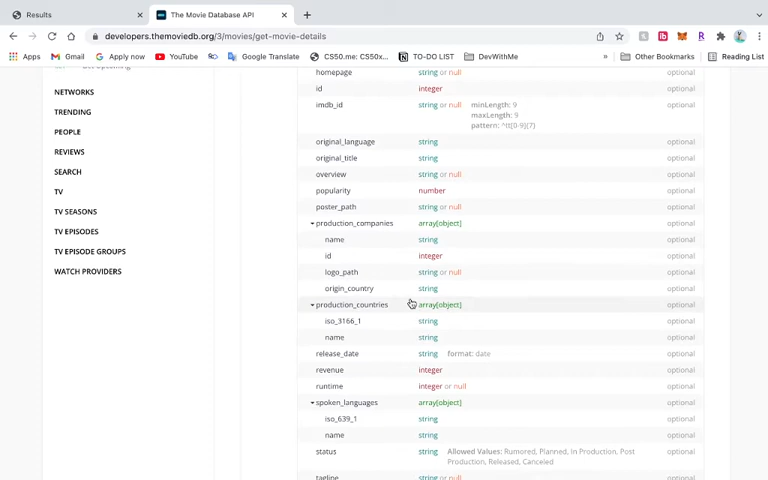 Results
The Movie Database API
developers.themoviedb.org/3/movies/get-movie-details
Apps
Gmail
Apply now
YouTube
Google Translate
CS50.me: CS50x...
TO-DO LIST
DevWithMe
»
Other Bookmarks
Reading List
NETWORKS
TRENDING
PEOPLE
REVIEWS
SEARCH
TV
TV SEASONS
TV EPISODES
TV EPISODE GROUPS
WATCH PROVIDERS
homepage string or null optional
id integer optional
imdb_id string or null minLength: 9 optional
maxLength: 9
pattern: ^tt[0-9]{7}
original_language string optional
original_title string optional
overview string or null optional
popularity number optional
poster_path string or null optional
production_companies array[object] optional
name string optional
id integer optional
logo_path string or null optional
origin_country string optional
production_countries array[object] optional
iso_3166_1 string optional
name string optional
release_date string format: date optional
revenue integer optional
runtime integer or null optional
spoken_languages array[object] optional
iso_639_1 string optional
name string optional
status string Allowed Values: Rumored, Planned, In Production, Post optional
Production, Released, Canceled
tagline string or null optional